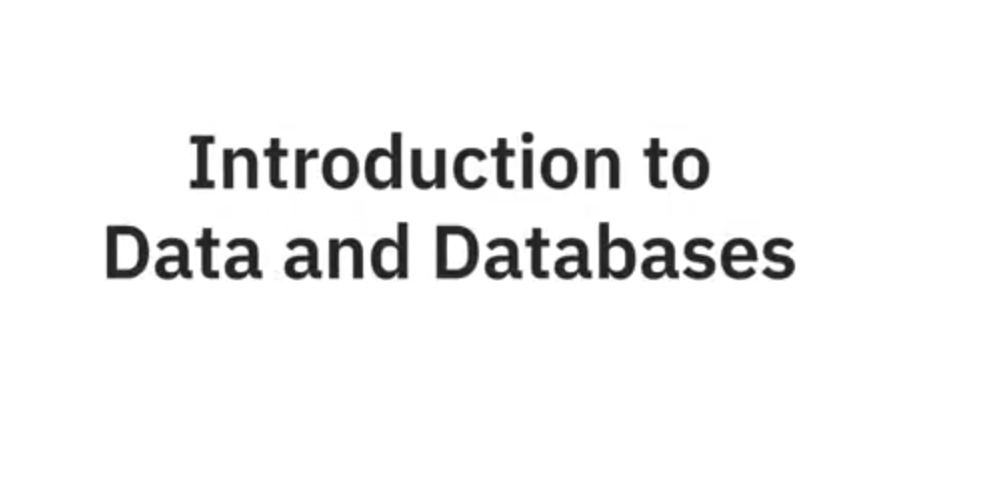 Introduction to
Data and Databases